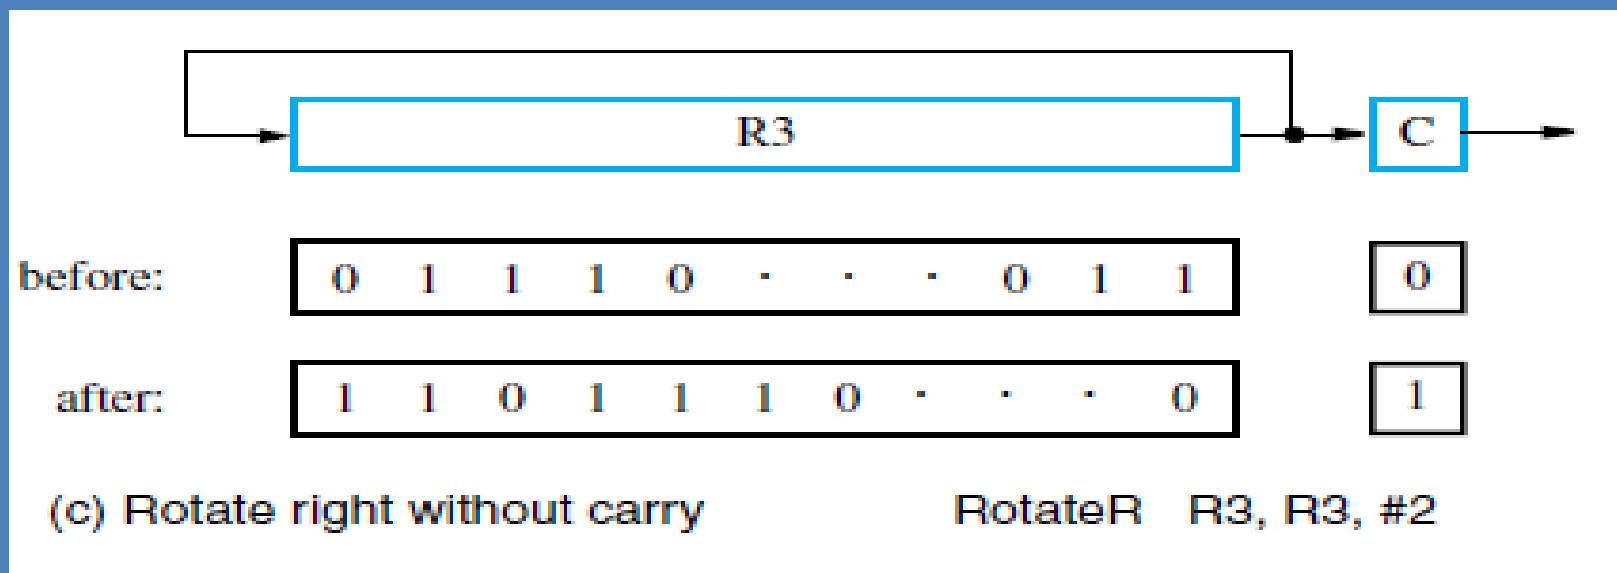 R3 C
before: 0 1 1 1 0 · · · 0 1 1 0
after: 1 1 0 1 1 1 0 · · · 0 1
(c) Rotate right without carry RotateR R3, R3, #2